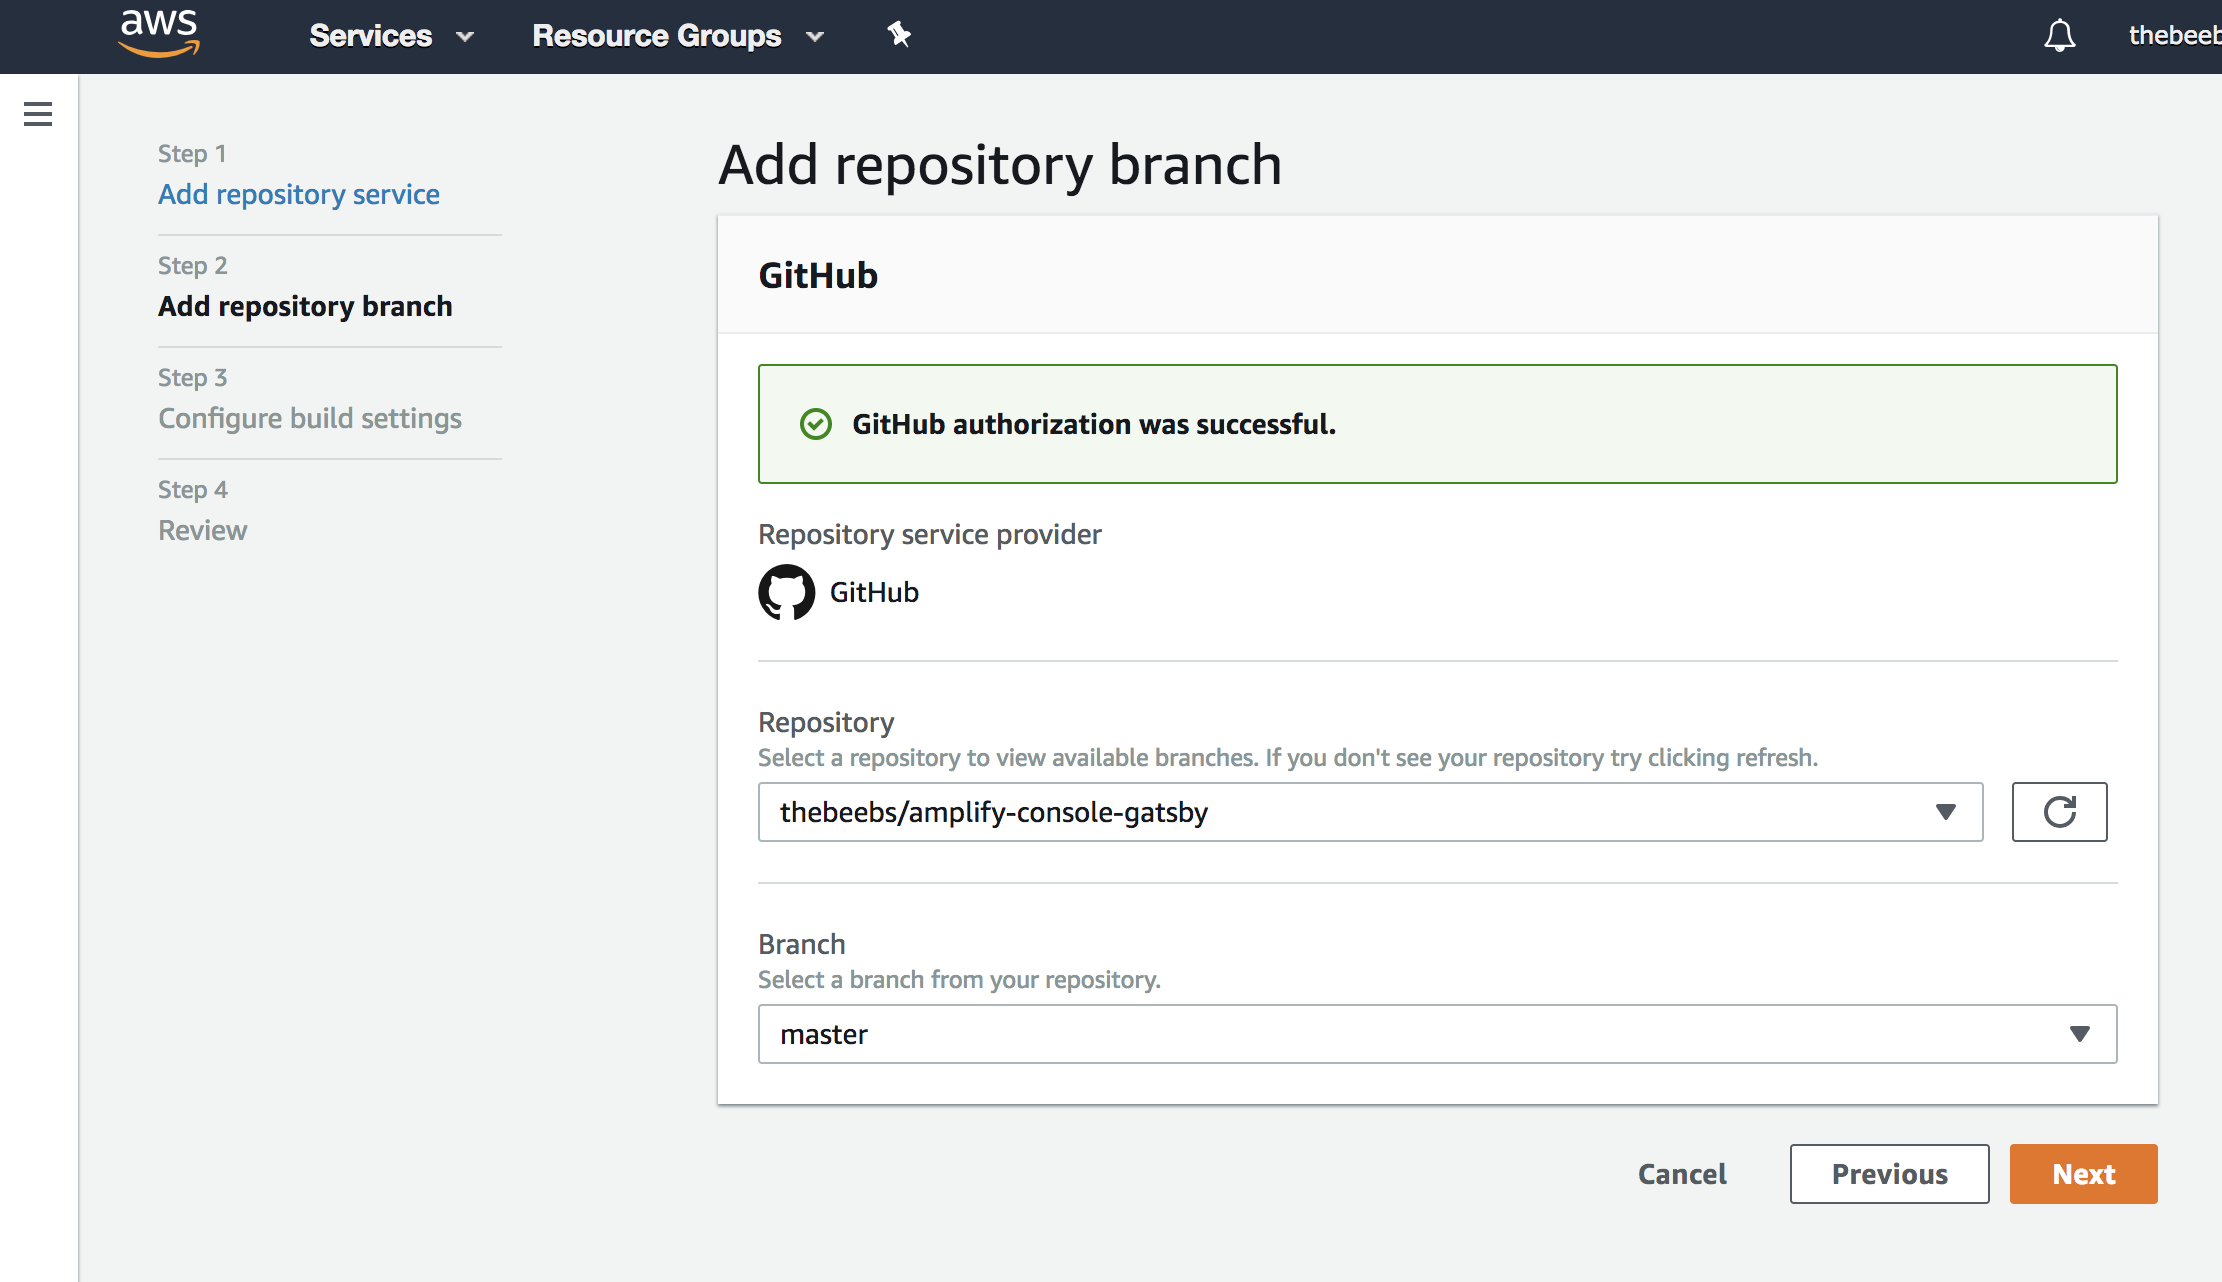 aws
Services
Resource Groups
thebeeb
Step 1
Add repository service
Step 2
Add repository branch
Step 3
Configure build settings
Step 4
Review
Add repository branch
GitHub
GitHub authorization was successful.
Repository service provider
GitHub
Repository
Select a repository to view available branches. If you don't see your repository try clicking refresh.
thebeebs/amplify-console-gatsby
Branch
Select a branch from your repository.
master
Cancel
Previous
Next